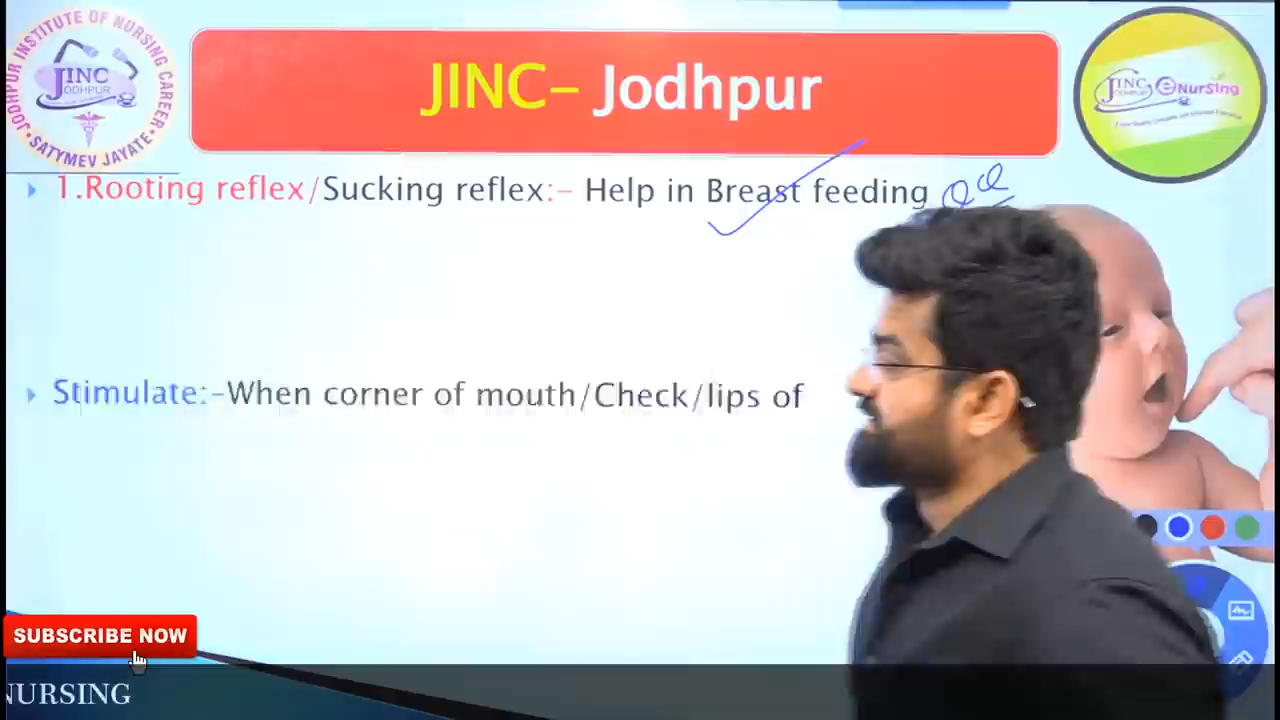 JODHPUR INSTITUTE OF NURSING CAREER
JINC
JODHPUR
SATYMEV JAYATE
JINC– Jodhpur
JINC
eNursing
1.Rooting reflex/Sucking reflex:– Help in Breast feeding
Stimulate:–When corner of mouth/Check/lips of
SUBSCRIBE NOW
NURSING